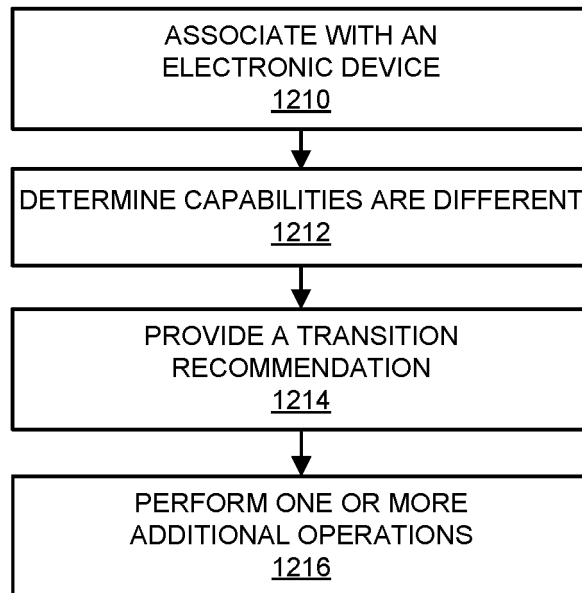 ASSOCIATE WITH AN
ELECTRONIC DEVICE
1210
DETERMINE CAPABILITIES ARE DIFFERENT
1212
PROVIDE A TRANSITION
RECOMMENDATION
1214
PERFORM ONE OR MORE
ADDITIONAL OPERATIONS
1216